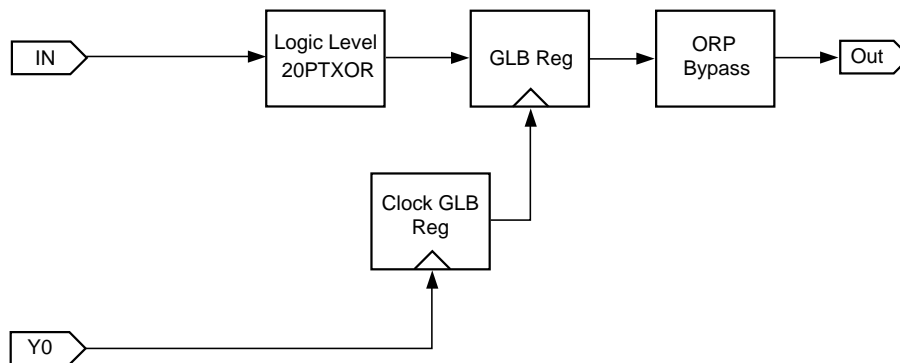 IN
Logic Level
20PTXOR
GLB Reg
ORP
Bypass
Out
Clock GLB
Reg
Y0